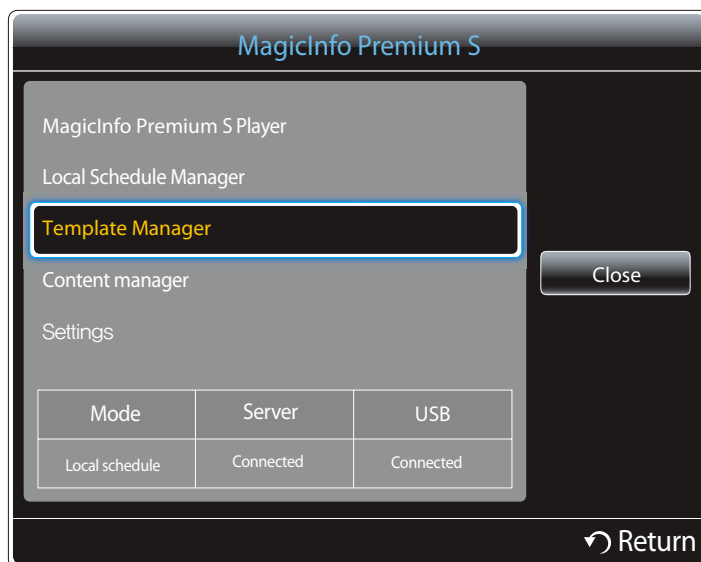 MagicInfo Premium S
MagicInfo Premium S Player
Local Schedule Manager
Template Manager
Content manager
Settings
Close
Mode Server USB
Local schedule Connected Connected
Return